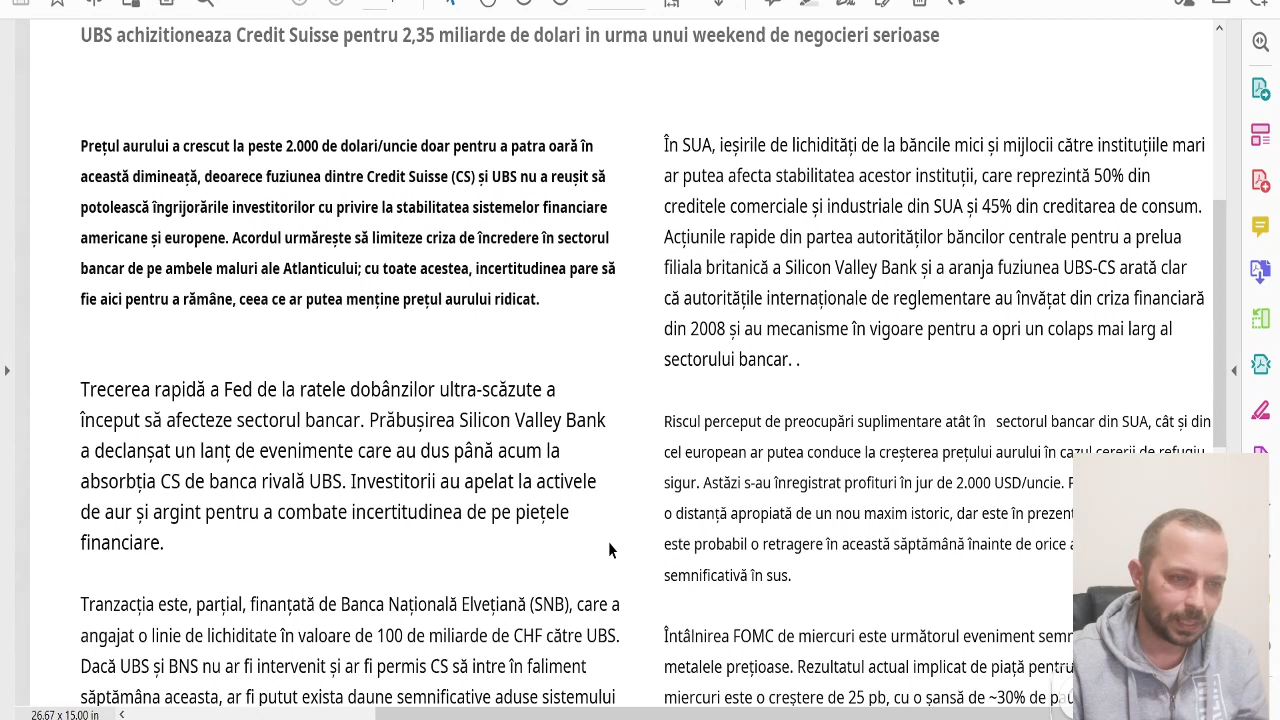 UBS achizitioneaza Credit Suisse pentru 2,35 miliarde de dolari in urma unui weekend de negocieri serioase
Prețul aurului a crescut la peste 2.000 de dolari/uncie doar pentru a patra oară în
această dimineață, deoarece fuziunea dintre Credit Suisse (CS) și UBS nu a reușit să
potolească îngrijorările investitorilor cu privire la stabilitatea sistemelor financiare
americane și europene. Acordul urmărește să limiteze criza de încredere în sectorul
bancar de pe ambele maluri ale Atlanticului; cu toate acestea, incertitudinea pare să
fie aici pentru a rămâne, ceea ce ar putea menține prețul aurului ridicat.
Trecerea rapidă a Fed de la ratele dobânzilor ultra-scăzute a
început să afecteze sectorul bancar. Prăbușirea Silicon Valley Bank
a declanșat un lanț de evenimente care au dus până acum la
absorbția CS de banca rivală UBS. Investitorii au apelat la activele
de aur și argint pentru a combate incertitudinea de pe piețele
financiare.
Tranzacția este, parțial, finanțată de Banca Națională Elvețiană (SNB), care a
angajat o linie de lichiditate în valoare de 100 de miliarde de CHF către UBS.
Dacă UBS și BNS nu ar fi intervenit și ar fi permis CS să intre în faliment
săptămâna aceasta, ar fi putut exista daune semnificative aduse sistemului
În SUA, ieșirile de lichidități de la băncile mici și mijlocii către instituțiile mari
ar putea afecta stabilitatea acestor instituții, care reprezintă 50% din
creditele comerciale și industriale din SUA și 45% din creditarea de consum.
Acțiunile rapide din partea autorităților băncilor centrale pentru a prelua
filiala britanică a Silicon Valley Bank și a aranja fuziunea UBS-CS arată clar
că autoritățile internaționale de reglementare au învățat din criza financiară
din 2008 și au mecanisme în vigoare pentru a opri un colaps mai larg al
sectorului bancar. .
Riscul perceput de preocupări suplimentare atât în sectorul bancar din SUA, cât și din
cel european ar putea conduce la creșterea prețului aurului în cazul cererii de refugiu
sigur. Astăzi s-au înregistrat profituri în jur de 2.000 USD/uncie.
o distanță apropiată de un nou maxim istoric, dar este în prezent
este probabil o retragere în această săptămână înainte de orice
semnificativă în sus.
Întâlnirea FOMC de miercuri este următorul eveniment
metalele prețioase. Rezultatul actual implicat de piață pentru
miercuri este o creștere de 25 pb, cu o șansă de ~30% de
26.67 x 15.00 in